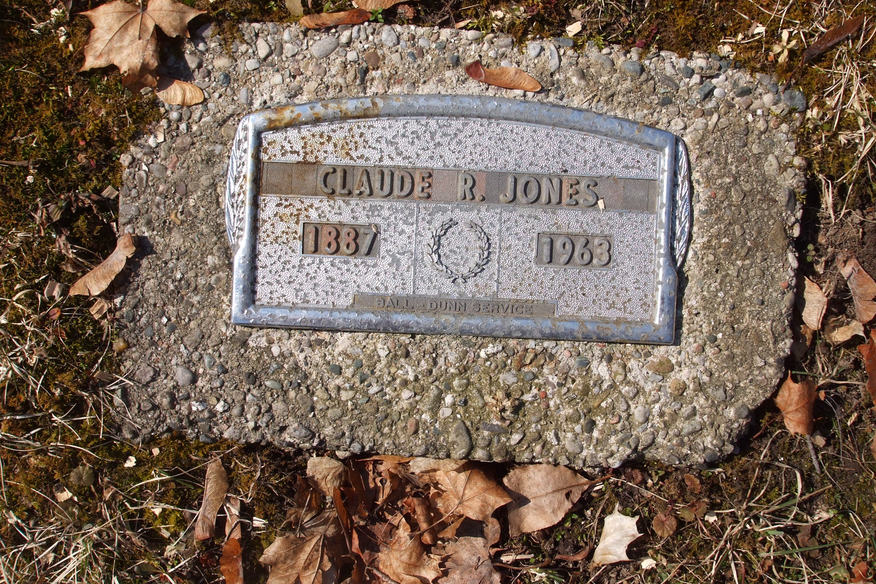 CLAUDE R. JONES
1887 1963
BALL - DUNN SERVICE